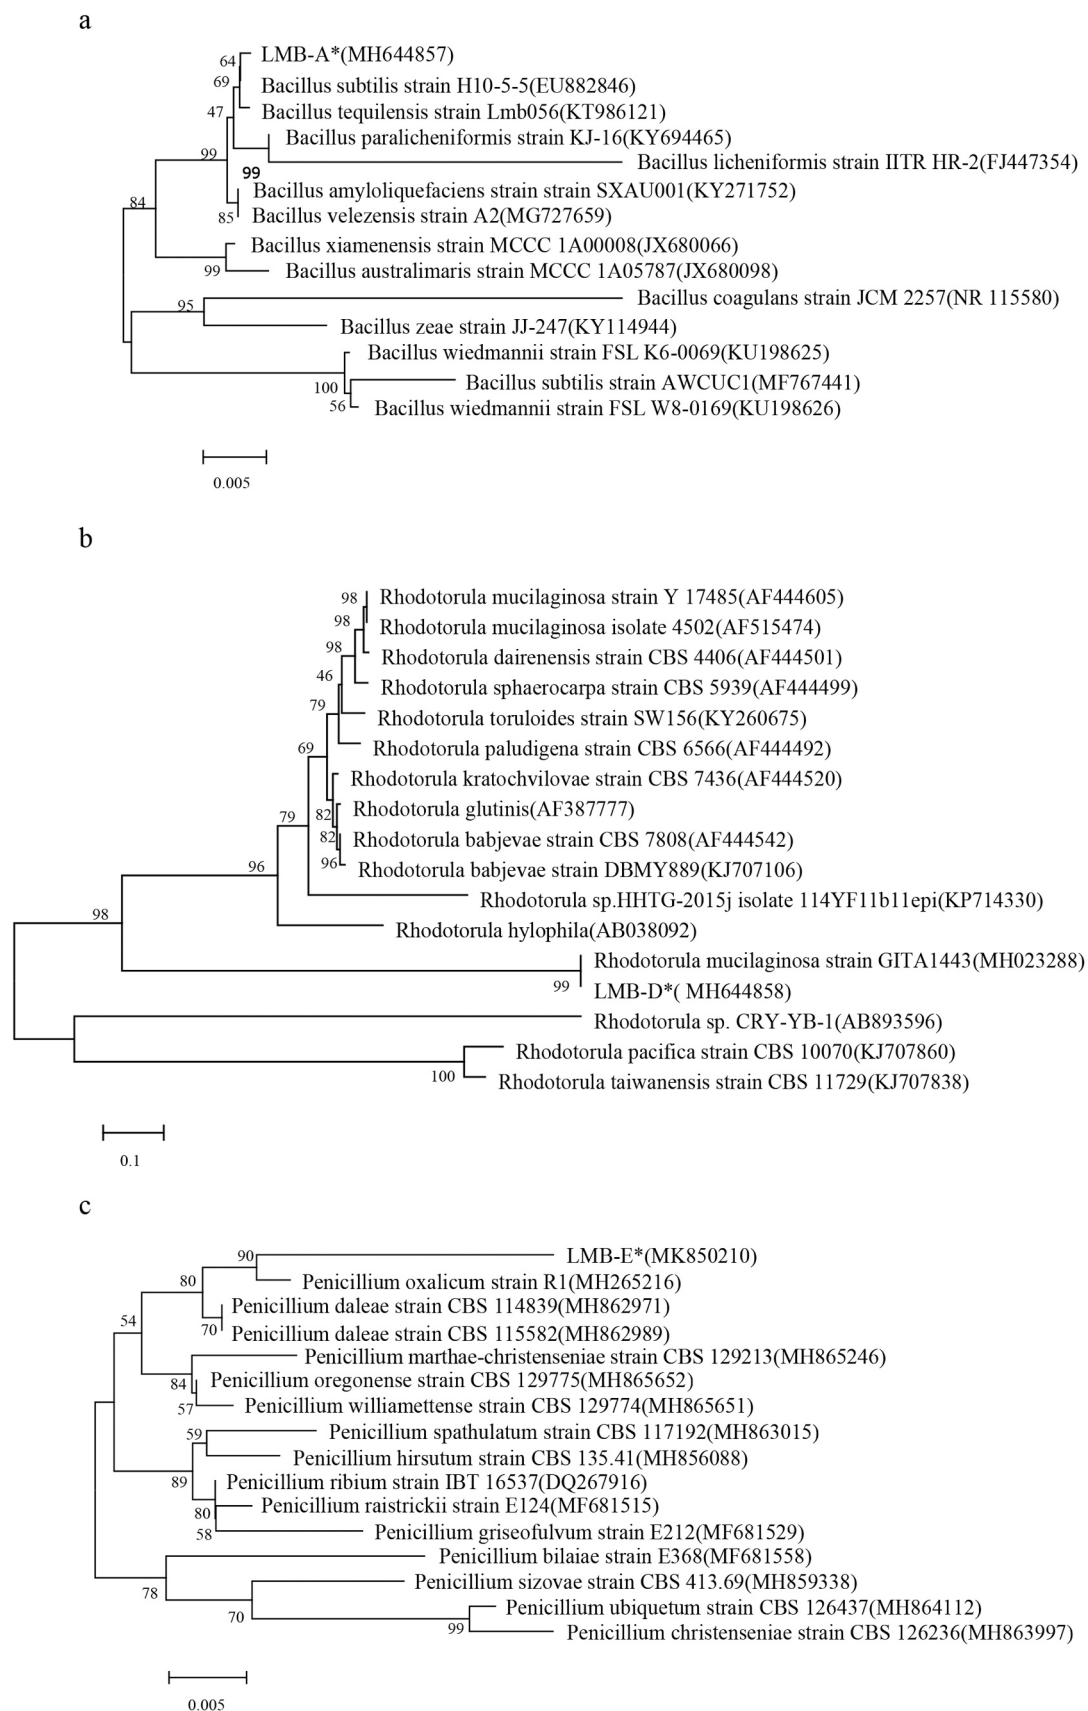 a
LMB-A*(MH644857)
64
69
Bacillus subtilis strain H10-5-5(EU882846)
47
Bacillus tequilensis strain Lmb056(KT986121)
Bacillus paralicheniformis strain KJ-16(KY694465)
99
Bacillus licheniformis strain IITR HR-2(FJ447354)
99
Bacillus amyloliquefaciens strain strain SXAU001(KY271752)
84
85
Bacillus velezensis strain A2(MG727659)
Bacillus xiamenensis strain MCCC 1A00008(JX680066)
99
Bacillus australimaris strain MCCC 1A05787(JX680098)
95
Bacillus coagulans strain JCM 2257(NR 115580)
Bacillus zeae strain JJ-247(KY114944)
Bacillus wiedmannii strain FSL K6-0069(KU198625)
100
Bacillus subtilis strain AWCUC1(MF767441)
56
Bacillus wiedmannii strain FSL W8-0169(KU198626)
0.005
b
98
Rhodotorula mucilaginosa strain Y 17485(AF444605)
98
Rhodotorula mucilaginosa isolate 4502(AF515474)
98
Rhodotorula dairenensis strain CBS 4406(AF444501)
46
Rhodotorula sphaerocarpa strain CBS 5939(AF444499)
79
Rhodotorula toruloides strain SW156(KY260675)
69
Rhodotorula paludigena strain CBS 6566(AF444492)
Rhodotorula kratochvilovae strain CBS 7436(AF444520)
79
82
Rhodotorula glutinis(AF387777)
82
Rhodotorula babjevae strain CBS 7808(AF444542)
96
96
Rhodotorula babjevae strain DBMY889(KJ707106)
Rhodotorula sp.HHTG-2015j isolate 114YF11b11epi(KP714330)
98
Rhodotorula hylophila(AB038092)
Rhodotorula mucilaginosa strain GITA1443(MH023288)
99
LMB-D*( MH644858)
Rhodotorula sp. CRY-YB-1(AB893596)
Rhodotorula pacifica strain CBS 10070(KJ707860)
100
Rhodotorula taiwanensis strain CBS 11729(KJ707838)
0.1
c
90
LMB-E*(MK850210)
80
Penicillium oxalicum strain R1(MH265216)
Penicillium daleae strain CBS 114839(MH862971)
54
70
Penicillium daleae strain CBS 115582(MH862989)
Penicillium marthae-christenseniae strain CBS 129213(MH865246)
84
Penicillium oregonense strain CBS 129775(MH865652)
57
Penicillium williamettense strain CBS 129774(MH865651)
59
Penicillium spathulatum strain CBS 117192(MH863015)
Penicillium hirsutum strain CBS 135.41(MH856088)
89
Penicillium ribium strain IBT 16537(DQ267916)
80
Penicillium raistrickii strain E124(MF681515)
58
Penicillium griseofulvum strain E212(MF681529)
Penicillium bilaiae strain E368(MF681558)
78
Penicillium sizovae strain CBS 413.69(MH859338)
70
Penicillium ubiquetum strain CBS 126437(MH864112)
99
Penicillium christenseniae strain CBS 126236(MH863997)
0.005